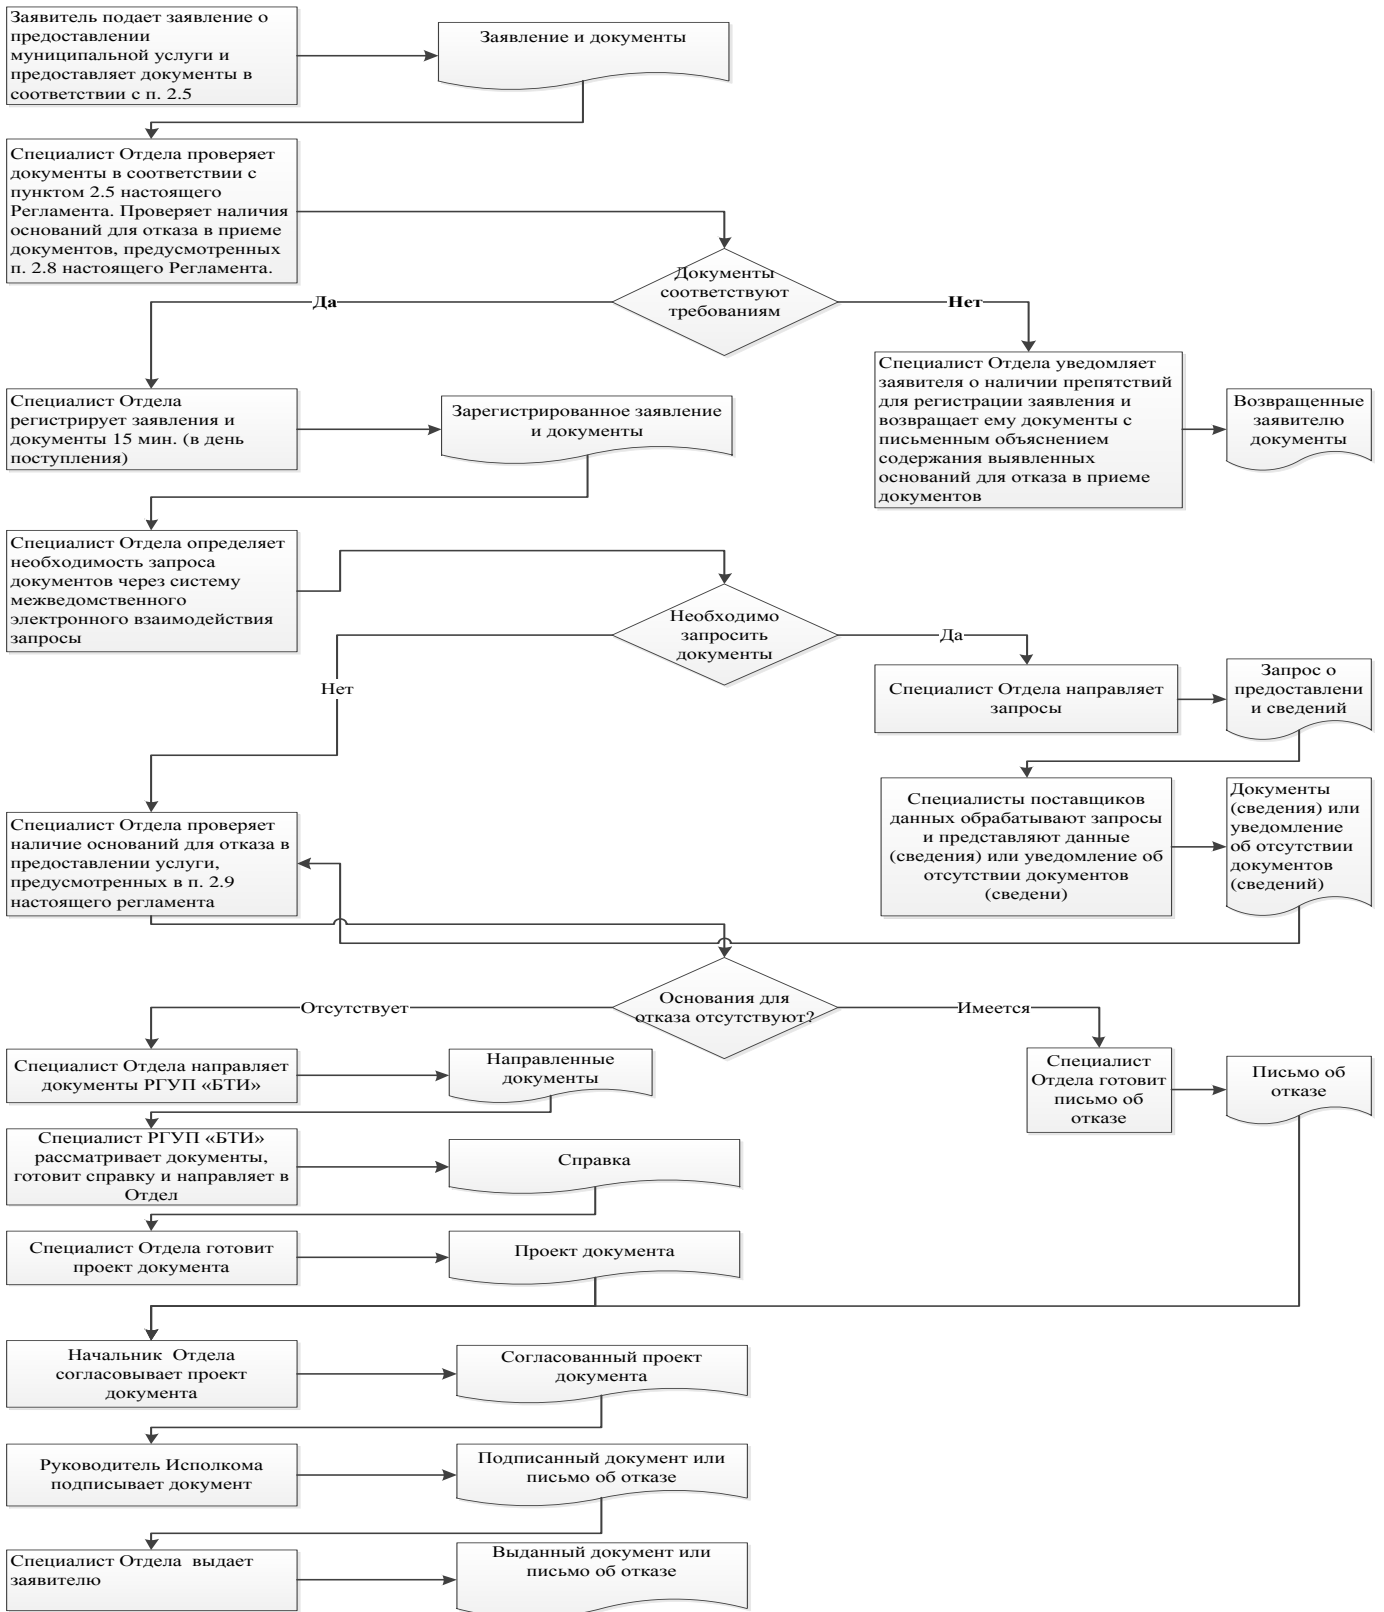 Заявитель подает заявление о
предоставлении
муниципальной услуги и
предоставляет документы в
соответствии с п. 2.5
Заявление и документы
Специалист Отдела проверяет
документы в соответствии с
пунктом 2.5 настоящего
Регламента. Проверяет наличия
оснований для отказа в приеме
документов, предусмотренных
п. 2.8 настоящего Регламента.
Документы
соответствуют
требованиям
Да
Нет
Специалист Отдела
регистрирует заявления и
документы 15 мин. (в день
поступления)
Зарегистрированное заявление
и документы
Специалист Отдела уведомляет
заявителя о наличии препятствий
для регистрации заявления и
возвращает ему документы с
письменным объяснением
содержания выявленных
оснований для отказа в приеме
документов
Возвращенные
заявителю
документы
Специалист Отдела определяет
необходимость запроса
документов через систему
межведомственного
электронного взаимодействия
запросы
Необходимо
запросить
документы
Да
Нет
Специалист Отдела направляет
запросы
Запрос о
предоставлени
и сведений
Специалисты поставщиков
данных обрабатывают запросы
и представляют данные
(сведения) или уведомление об
отсутствии документов
(сведени)
Документы
(сведения) или
уведомление
об отсутствии
документов
(сведений)
Специалист Отдела проверяет
наличие оснований для отказа в
предоставлении услуги,
предусмотренных в п. 2.9
настоящего регламента
Основания для
отказа отсутствуют?
Отсутствует
Имеется
Специалист Отдела направляет
документы РГУП «БТИ»
Направленные
документы
Специалист
Отдела готовит
письмо об
отказе
Письмо об
отказе
Специалист РГУП «БТИ»
рассматривает документы,
готовит справку и направляет в
Отдел
Справка
Специалист Отдела готовит
проект документа
Проект документа
Начальник  Отдела
согласовывает проект
документа
Согласованный проект
документа
Руководитель Исполкома
подписывает документ
Подписанный документ или
письмо об отказе
Специалист Отдела  выдает
заявителю
Выданный документ или
письмо об отказе